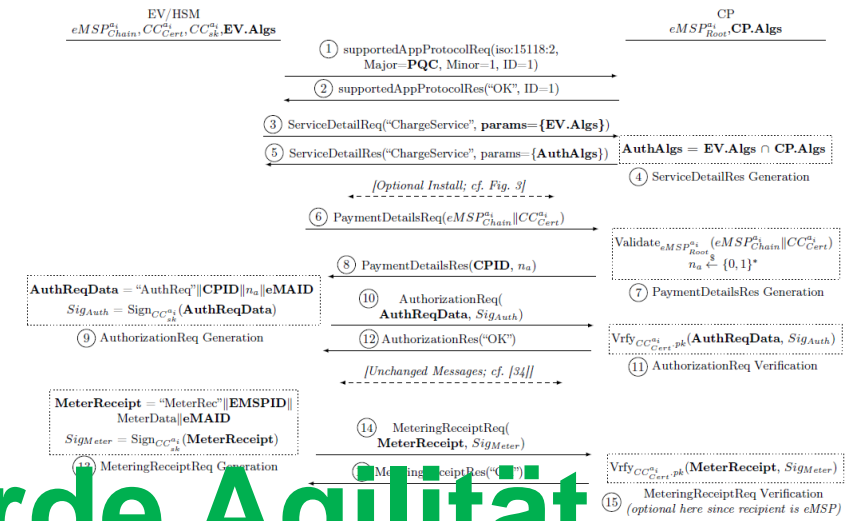 EV/HSM
eMSP^{a_i}_{Chain}, CC^{a_i}_{Cert}, CC^{a_i}_{sk}, EV.Algs
CP
eMSP^{a_i}_{Root}, CP.Algs
1 supportedAppProtocolReq(iso:15118:2,
Major=PQC, Minor=1, ID=1)
2 supportedAppProtocolRes(“OK”, ID=1)
3 ServiceDetailReq(“ChargeService”, params={EV.Algs})
AuthAlgs = EV.Algs ∩ CP.Algs
4 ServiceDetailRes Generation
5 ServiceDetailRes(“ChargeService”, params={AuthAlgs})
[Optional Install; cf. Fig. 3]
6 PaymentDetailsReq(eMSP^{a_i}_{Chain}||CC^{a_i}_{Cert})
Validate_{eMSP^{a_i}_{Root}}(eMSP^{a_i}_{Chain}||CC^{a_i}_{Cert})
n_a ←$ {0,1}*
7 PaymentDetailsRes Generation
8 PaymentDetailsRes(CPID, n_a)
AuthReqData = “AuthReq”||CPID||n_a||eMAID
Sig_{Auth} = Sign_{CC^{a_i}_{sk}}(AuthReqData)
9 AuthorizationReq Generation
10 AuthorizationReq(
AuthReqData, Sig_{Auth})
Vrfy_{CC^{a_i}_{Cert}.pk}(AuthReqData, Sig_{Auth})
11 AuthorizationReq Verification
12 AuthorizationRes(“OK”)
[Unchanged Messages; cf. [34]]
MeterReceipt = “MeterRec”||EMSPID||
MeterData||eMAID
Sig_{Meter} = Sign_{CC^{a_i}_{sk}}(MeterReceipt)
13 MeteringReceiptReq Generation
14 MeteringReceiptReq(
MeterReceipt, Sig_{Meter})
Vrfy_{CC^{a_i}_{Cert}.pk}(MeterReceipt, Sig_{Meter})
15 MeteringReceiptReq Verification
(optional here since recipient is eMSP)
rde Agilität